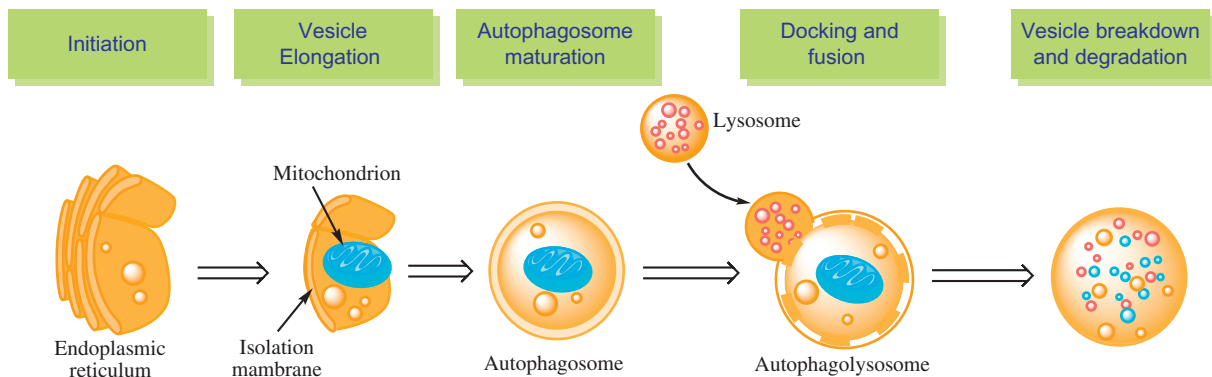 Initiation
Vesicle
Elongation
Autophagosome
maturation
Docking and
fusion
Vesicle breakdown
and degradation
Lysosome
Mitochondrion
Endoplasmic
reticulum
Isolation
mambrane
Autophagosome
Autophagolysosome